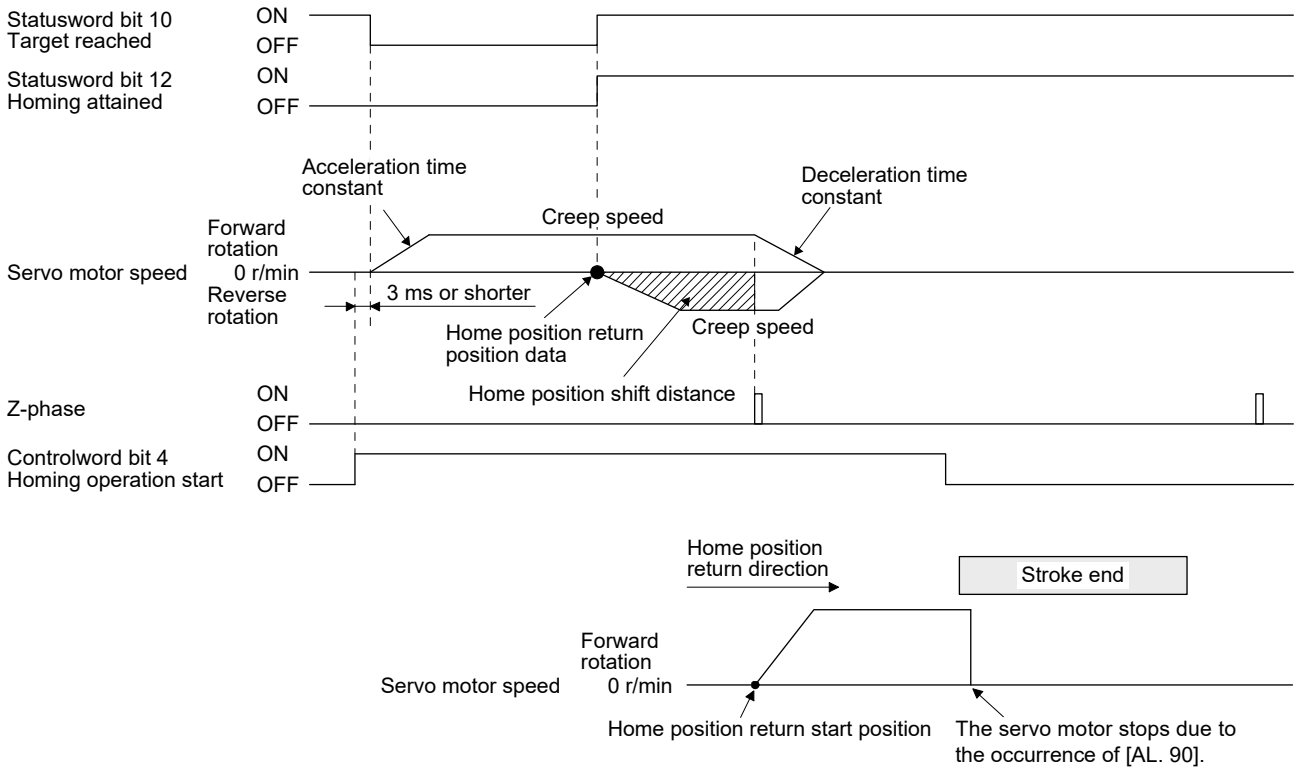 Statusword bit 10
Target reached
ON
OFF
Statusword bit 12
Homing attained
ON
OFF
Acceleration time
constant
Deceleration time
constant
Creep speed
Forward
rotation
Servo motor speed
0 r/min
Reverse
rotation
3 ms or shorter
Creep speed
Home position return
position data
Home position shift distance
Z-phase
ON
OFF
Controlword bit 4
Homing operation start
ON
OFF
Home position
return direction
Stroke end
Forward
rotation
Servo motor speed
0 r/min
Home position return start position
The servo motor stops due to
the occurrence of [AL. 90].